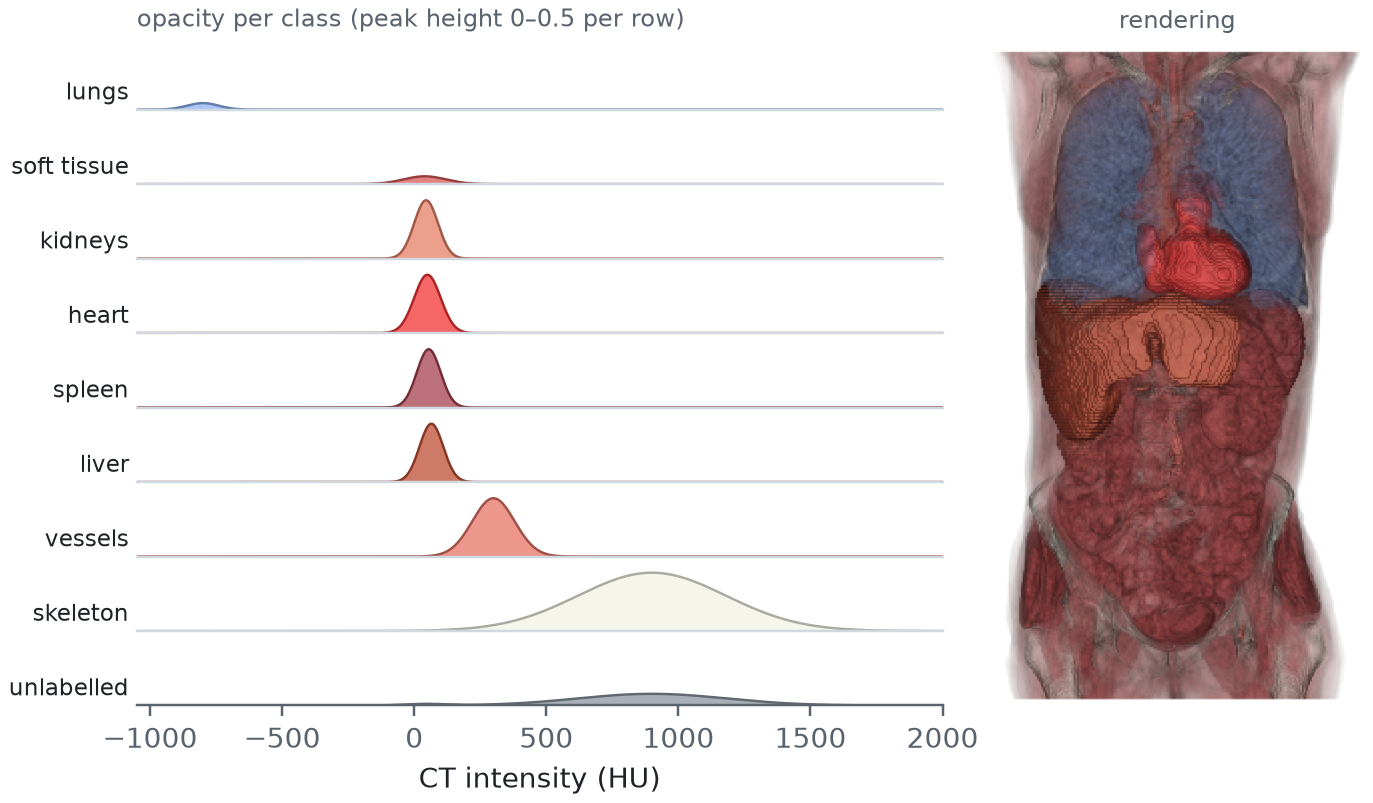 opacity per class (peak height 0–0.5 per row)
rendering
lungs
soft tissue
kidneys
heart
spleen
liver
vessels
skeleton
unlabelled
−1000 −500 0 500 1000 1500 2000
CT intensity (HU)